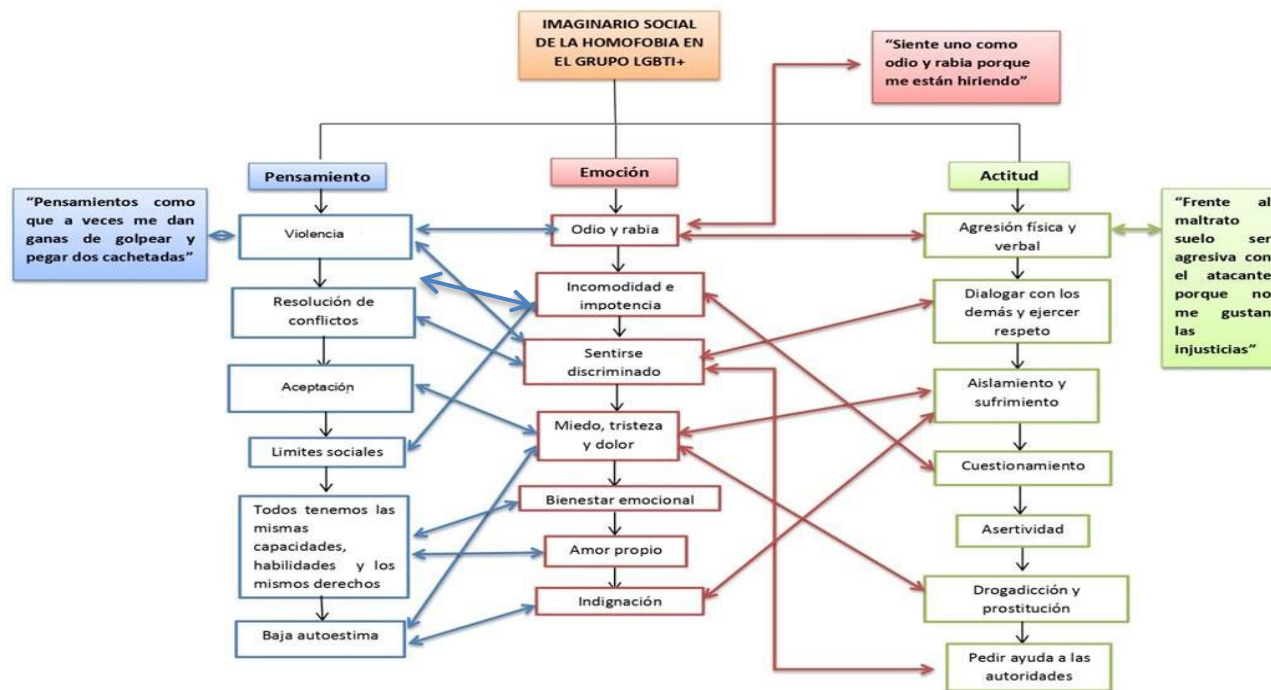 IMAGINARIO SOCIAL
DE LA HOMOFOBIA EN
EL GRUPO LGBTI+
“Siente uno como
odio y rabia porque
me están hiriendo”
Pensamiento
Emoción
Actitud
“Pensamientos como
que a veces me dan
ganas de golpear y
pegar dos cachetadas”
Violencia
Resolución de
conflictos
Aceptación
Limites sociales
Todos tenemos las
mismas
capacidades,
habilidades y los
mismos derechos
Baja autoestima
Odio y rabia
Incomodidad e
impotencia
Sentirse
discriminado
Miedo, tristeza
y dolor
Bienestar emocional
Amor propio
Indignación
Agresión física y
verbal
Dialogar con los
demás y ejercer
respeto
Aislamiento y
sufrimiento
Cuestionamiento
Asertividad
Drogadicción y
prostitución
Pedir ayuda a las
autoridades
“Frente al
maltrato
suelo ser
agresiva con
el atacante
porque no
me gustan
las
injusticias”